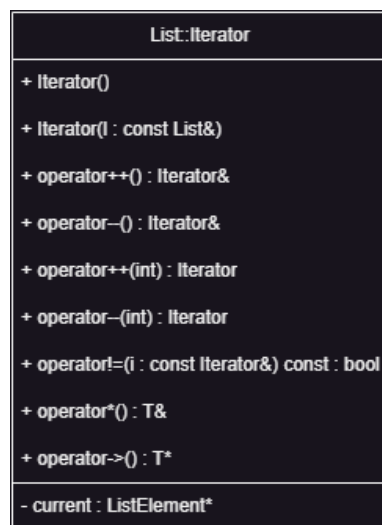 List::Iterator
+ Iterator()
+ Iterator(l : const List&)
+ operator++() : Iterator&
+ operator--() : Iterator&
+ operator++(int) : Iterator
+ operator--(int) : Iterator
+ operator!=(i : const Iterator&) const : bool
+ operator*() : T&
+ operator->() : T*
- current : ListElement*